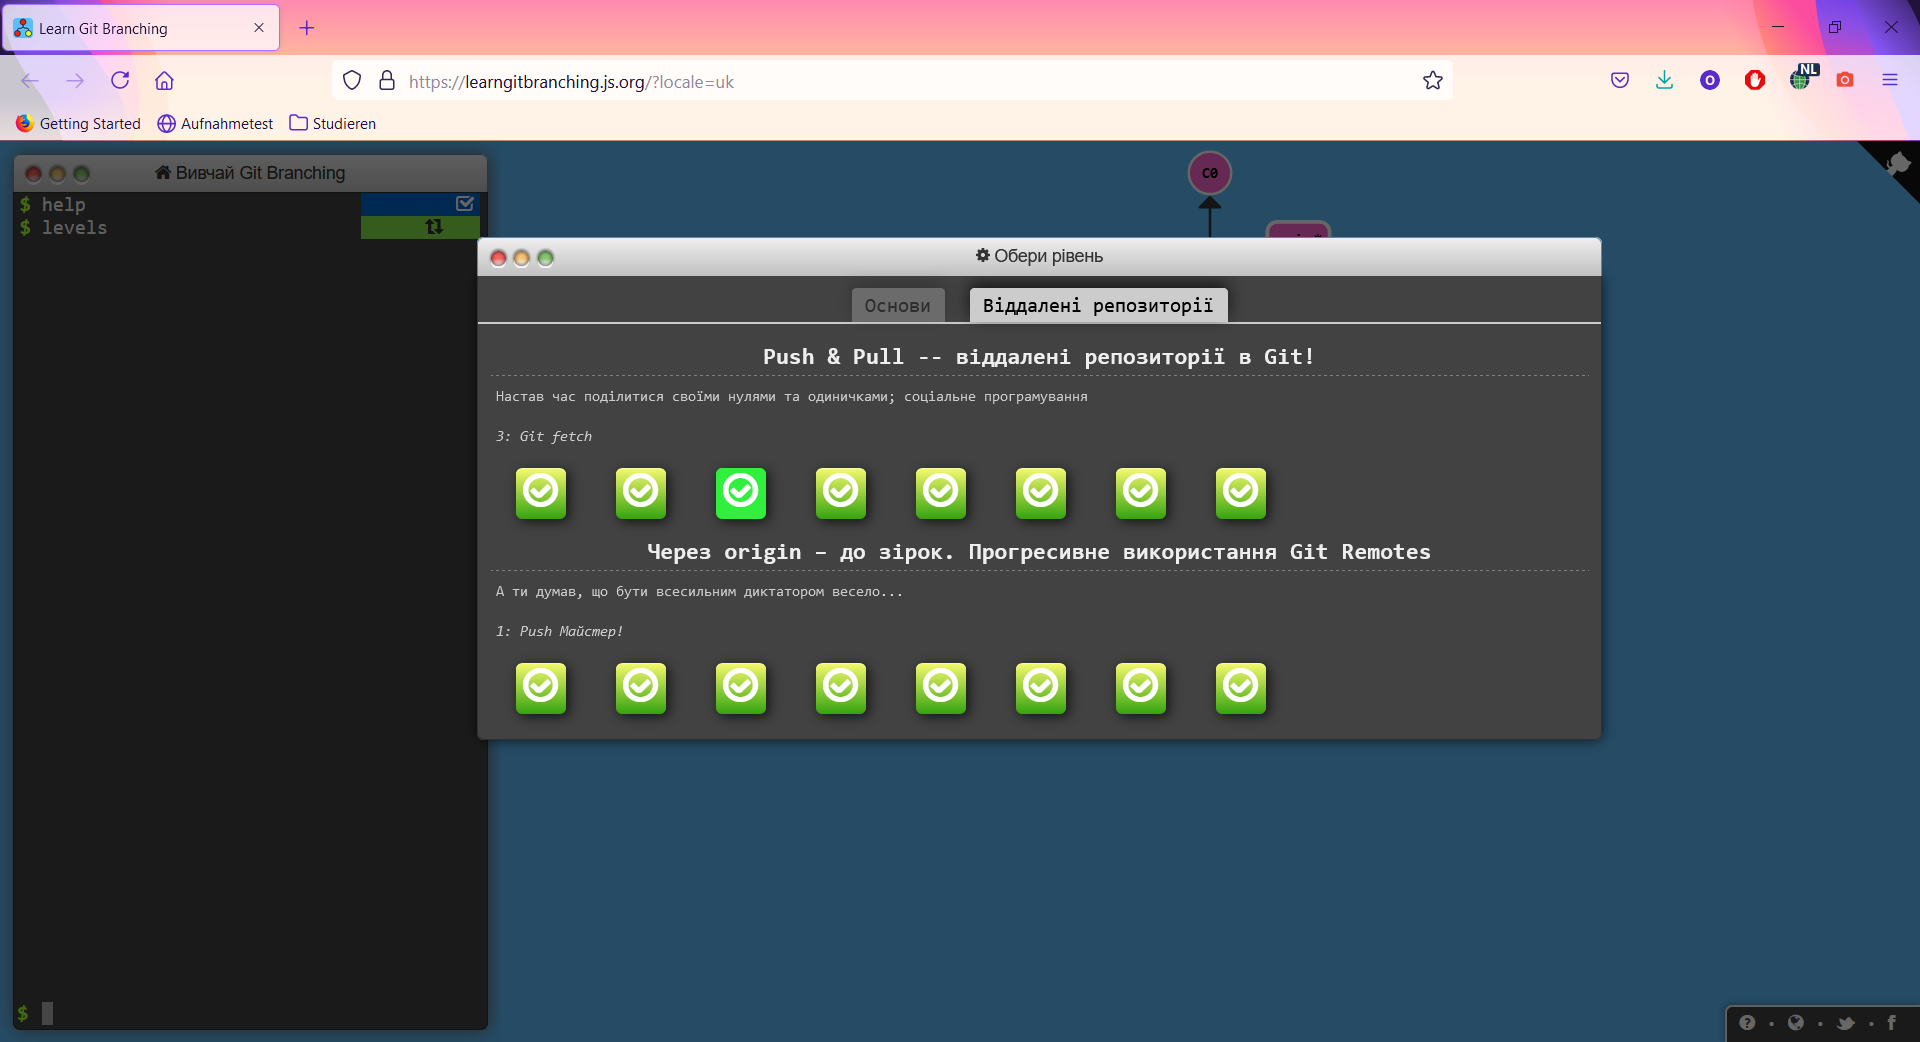 Learn Git Branching
https://learngitbranching.js.org/?locale=uk
NL
Getting Started
Aufnahmetest
Studieren
Вивчай Git Branching
$ help
$ levels
C0
Обери рівень
Основи
Віддалені репозиторії
Push & Pull -- віддалені репозиторії в Git!
Настав час поділитися своїми нулями та одиничками; соціальне програмування
3: Git fetch
Через origin – до зірок. Прогресивне використання Git Remotes
А ти думав, що бути всесильним диктатором весело...
1: Push Майстер!
$